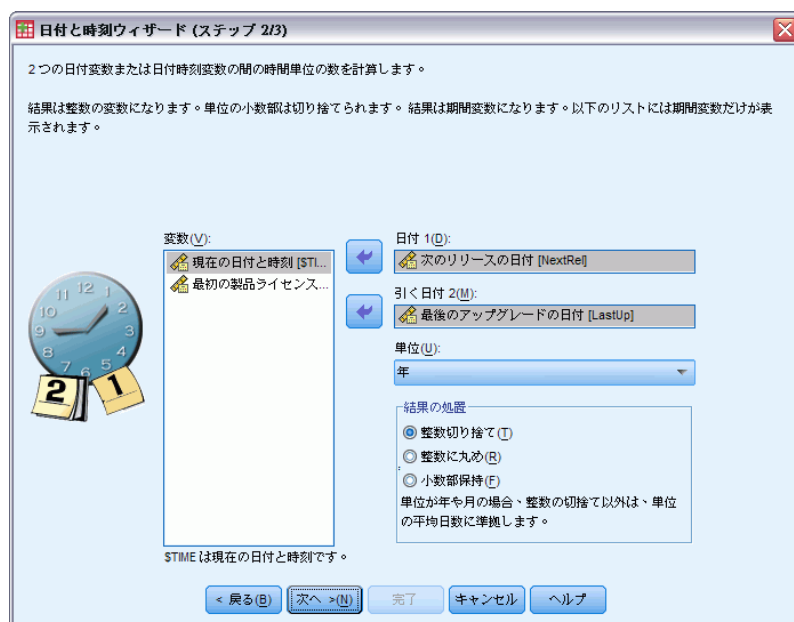 日付と時刻ウィザード (ステップ 2/3)
2つの日付変数または日付時刻変数の間の時間単位の数を計算します。
結果は整数の変数になります。単位の小数部は切り捨てられます。 結果は期間変数になります。以下のリストには期間変数だけが表
示されます。
変数(V):
現在の日付と時刻 [$TI...
最初の製品ライセンス...
$TIME は現在の日付と時刻です。
日付 1(D):
次のリリースの日付 [NextRel]
引く日付 2(M):
最後のアップグレードの日付 [LastUp]
単位(U):
年
結果の処置
整数切り捨て(T)
整数に丸め(R)
小数部保持(F)
単位が年や月の場合、整数の切捨て以外は、単位
の平均日数に準拠します。
11 12 1
10 2
9 3
8 4
7 6 5
2 1
< 戻る(B) 次へ >(N) 完了 キャンセル ヘルプ